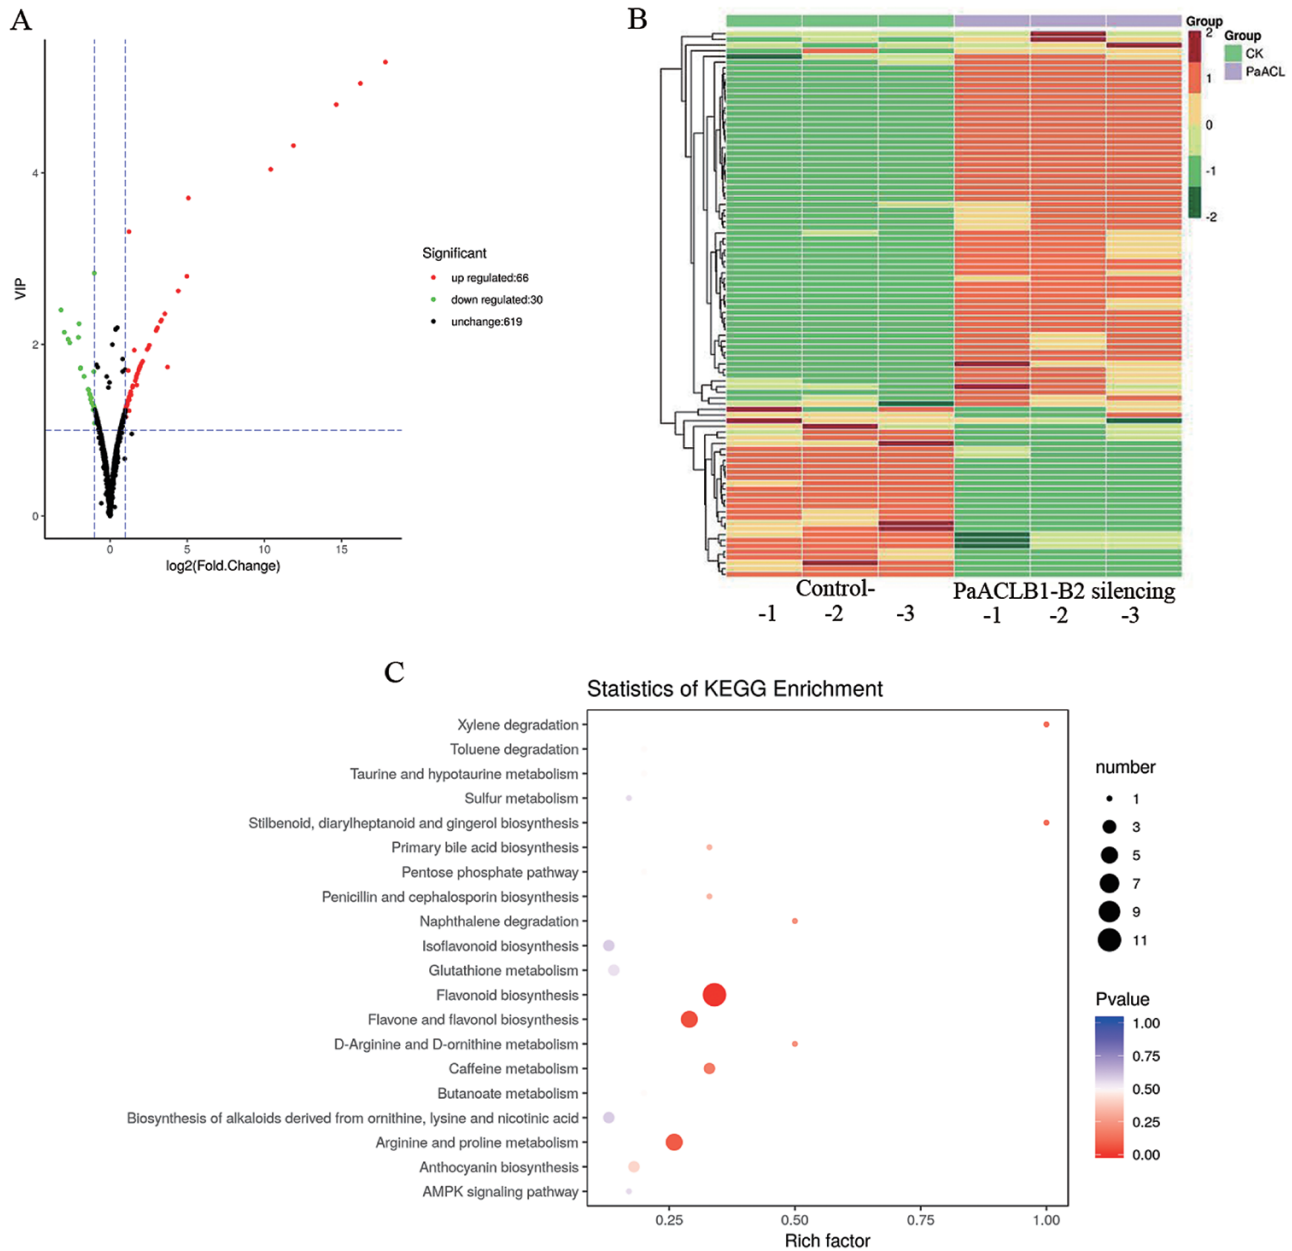 A
VIP
4
2
0
0
5
10
15
log2(Fold.Change)
Significant
up regulated:66
down regulated:30
unchange:619
B
Group
2
1
0
-1
-2
Group
CK
PaACL
Control-
PaACLB1-B2 silencing
-1
-2
-3
-1
-2
-3
C
Statistics of KEGG Enrichment
Xylene degradation
Toluene degradation
Taurine and hypotaurine metabolism
Sulfur metabolism
Stilbenoid, diarylheptanoid and gingerol biosynthesis
Primary bile acid biosynthesis
Pentose phosphate pathway
Penicillin and cephalosporin biosynthesis
Naphthalene degradation
Isoflavonoid biosynthesis
Glutathione metabolism
Flavonoid biosynthesis
Flavone and flavonol biosynthesis
D-Arginine and D-ornithine metabolism
Caffeine metabolism
Butanoate metabolism
Biosynthesis of alkaloids derived from ornithine, lysine and nicotinic acid
Arginine and proline metabolism
Anthocyanin biosynthesis
AMPK signaling pathway
0.25
0.50
0.75
1.00
Rich factor
number
1
3
5
7
9
11
Pvalue
1.00
0.75
0.50
0.25
0.00